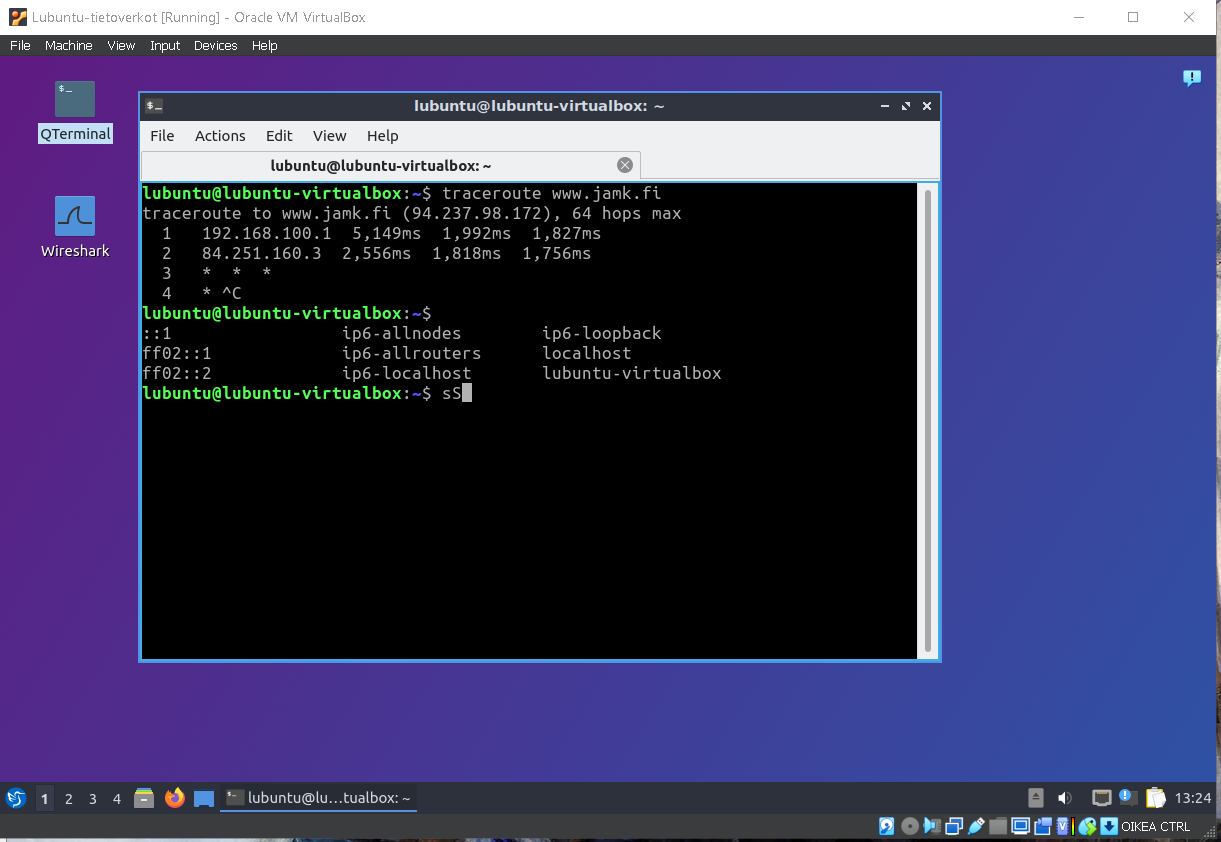 Lubuntu-tietoverkot [Running] - Oracle VM VirtualBox
File Machine View Input Devices Help
$_
QTerminal
Wireshark
$_ lubuntu@lubuntu-virtualbox: ~
File Actions Edit View Help
lubuntu@lubuntu-virtualbox: ~
lubuntu@lubuntu-virtualbox:~$ traceroute www.jamk.fi
traceroute to www.jamk.fi (94.237.98.172), 64 hops max
1 192.168.100.1 5,149ms 1,992ms 1,827ms
2 84.251.160.3 2,556ms 1,818ms 1,756ms
3 * * *
4 * ^C
lubuntu@lubuntu-virtualbox:~$
::1 ip6-allnodes ip6-loopback
ff02::1 ip6-allrouters localhost
ff02::2 ip6-localhost lubuntu-virtualbox
lubuntu@lubuntu-virtualbox:~$ sS
1 2 3 4 $_ lubuntu@lu...tualbox: ~ 13:24
OIKEA CTRL